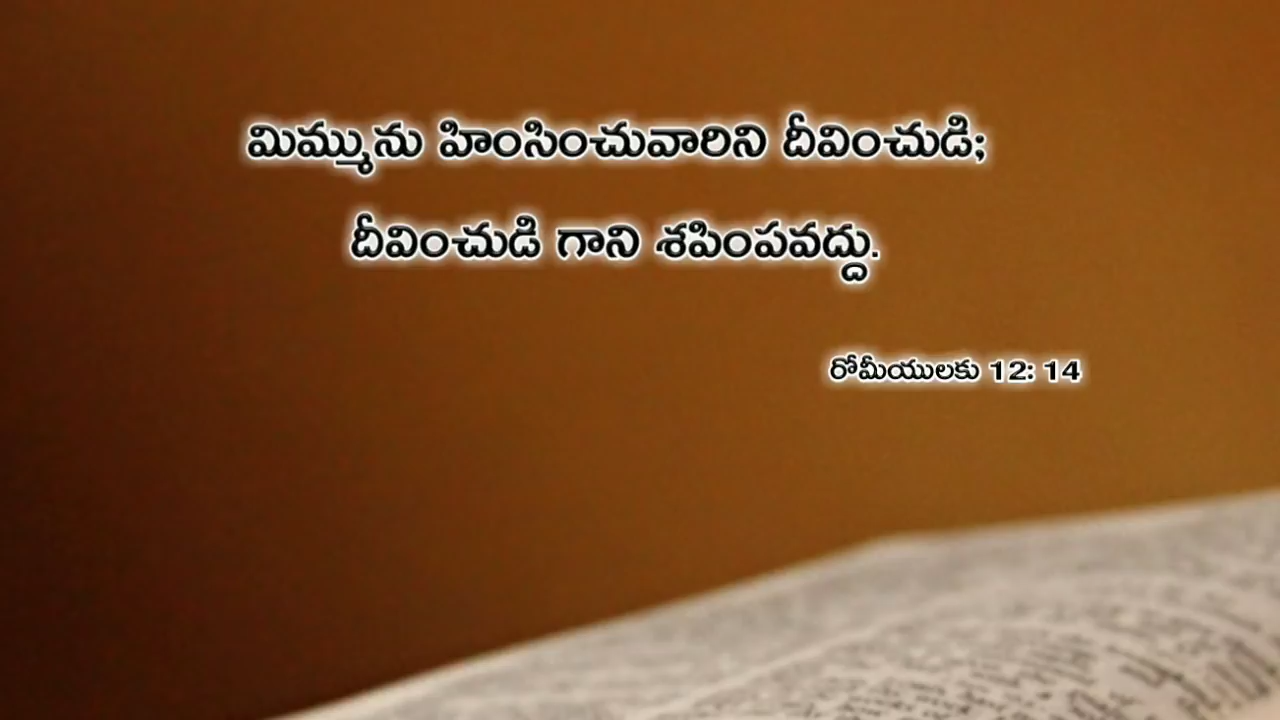 మిమ్మును హింసించువారిని దీవించుడి;
దీవించుడి గాని శపింపవద్దు.
రోమీయులకు 12: 14